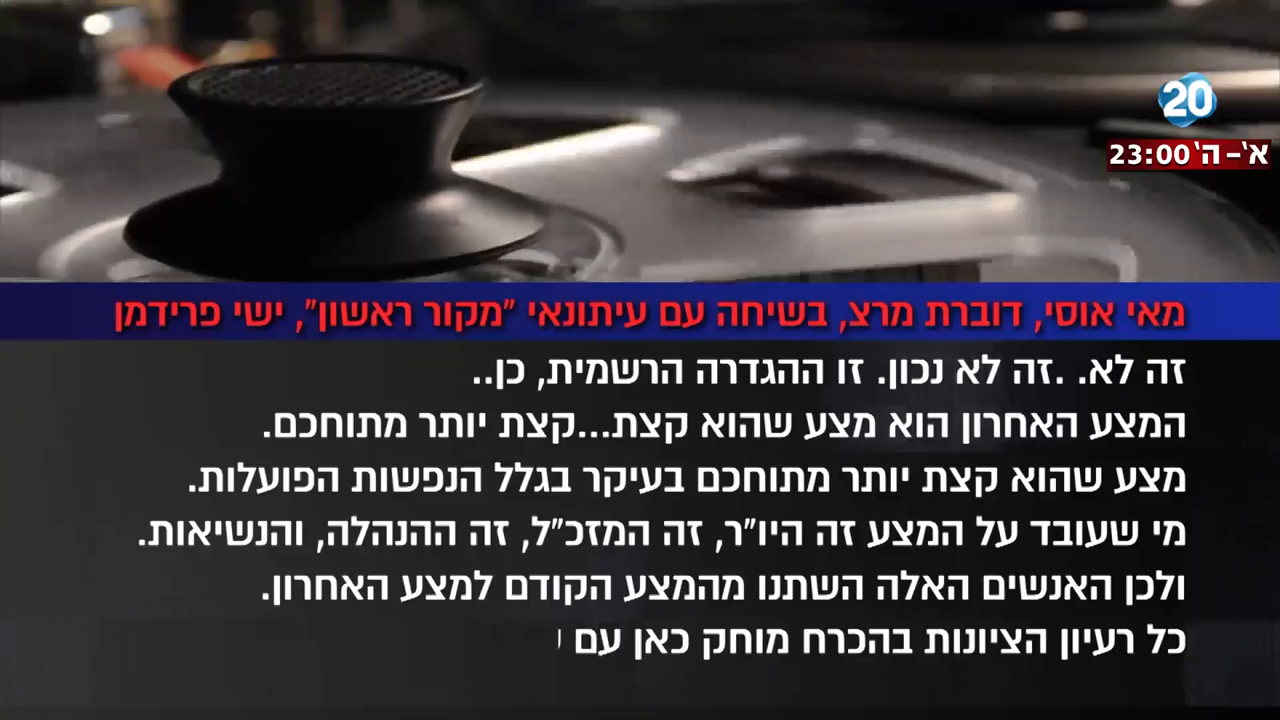 20
א'-ה' 23:00
מאי אוסי, דוברת מרצ, בשיחה עם עיתונאי "מקור ראשון", ישי פרידמן
זה לא. .זה לא נכון. זו ההגדרה הרשמית, כן..
המצע האחרון הוא מצע שהוא קצת...קצת יותר מתוחכם.
מצע שהוא קצת יותר מתוחכם בעיקר בגלל הנפשות הפועלות.
מי שעובד על המצע זה היו"ר, זה המזכ"ל, זה ההנהלה, והנשיאות.
ולכן האנשים האלה השתנו מהמצע הקודם למצע האחרון.
כל רעיון הציונות בהכרח מוחק כאן עם